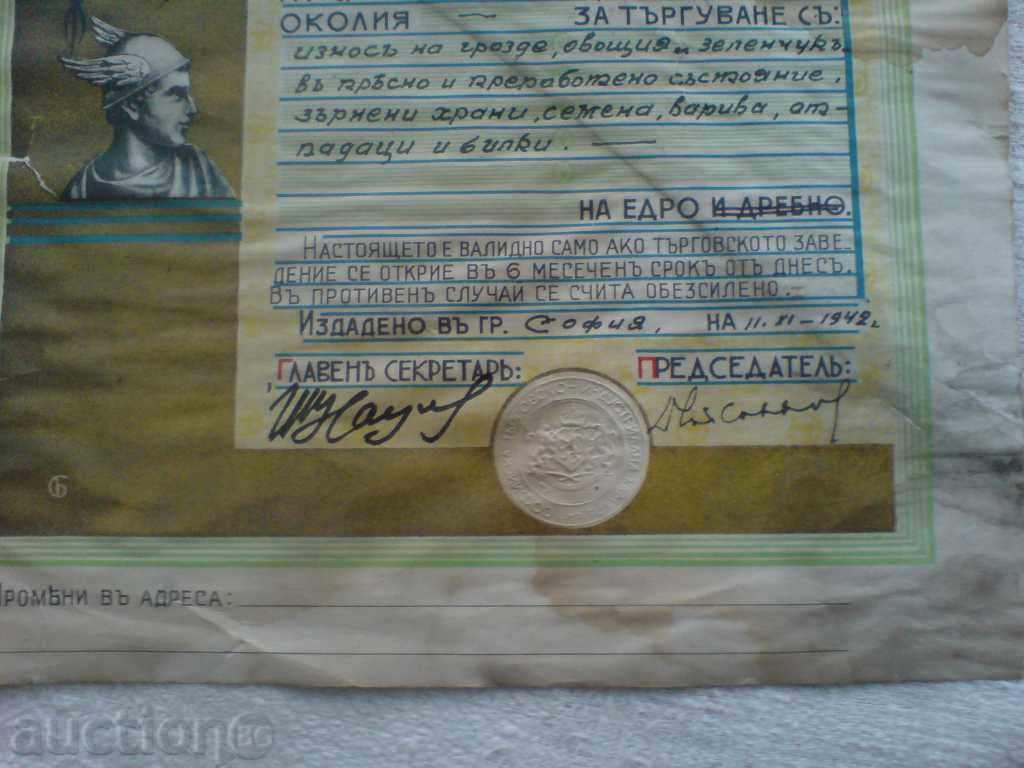 ОКОЛИЯ — ЗА ТЪРГУВАНЕ СЪ:
износъ на грозде, овощия и зеленчукъ
въ прѣсно и преработено състояние,
зърнени храни, семена, варива, от-
падаци и билки. —
НА ЕДРО И ДРЕБНО.
НАСТОЯЩЕТО Е ВАЛИДНО САМО АКО ТЪРГОВСКОТО ЗАВЕ-
ДЕНИЕ СЕ ОТКРИЕ ВЪ 6 МЕСЕЧЕНЪ СРОКЪ ОТЪ ДНЕСЪ.
ВЪ ПРОТИВЕНЪ СЛУЧАЙ СЕ СЧИТА ОБЕЗСИЛЕНО.—
ИЗДАДЕНО ВЪ ГР. София, НА 11.XI–1942г
ГЛАВЕНЪ СЕКРЕТАРЬ: ПРЕДСЕДАТЕЛЬ:
ПРОМѢНИ ВЪ АДРЕСА:
auction BG